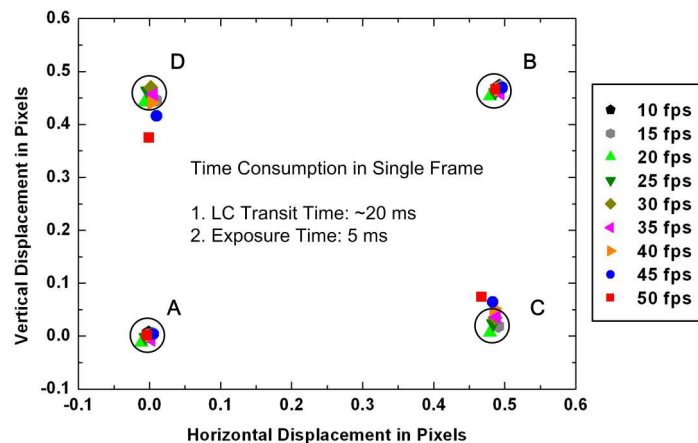 0.6
0.5
0.4
0.3
0.2
0.1
0.0
-0.1
Vertical Displacement in Pixels
D
B
Time Consumption in Single Frame
1. LC Transit Time: ~20 ms
2. Exposure Time: 5 ms
A
C
-0.1 0.0 0.1 0.2 0.3 0.4 0.5 0.6
Horizontal Displacement in Pixels
10 fps
15 fps
20 fps
25 fps
30 fps
35 fps
40 fps
45 fps
50 fps